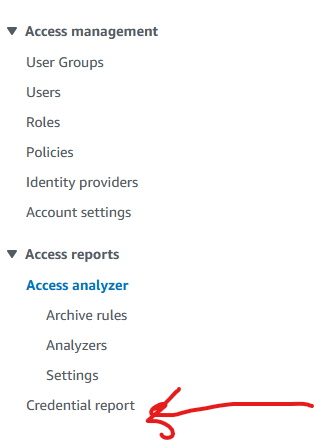 Access management
User Groups
Users
Roles
Policies
Identity providers
Account settings
Access reports
Access analyzer
Archive rules
Analyzers
Settings
Credential report